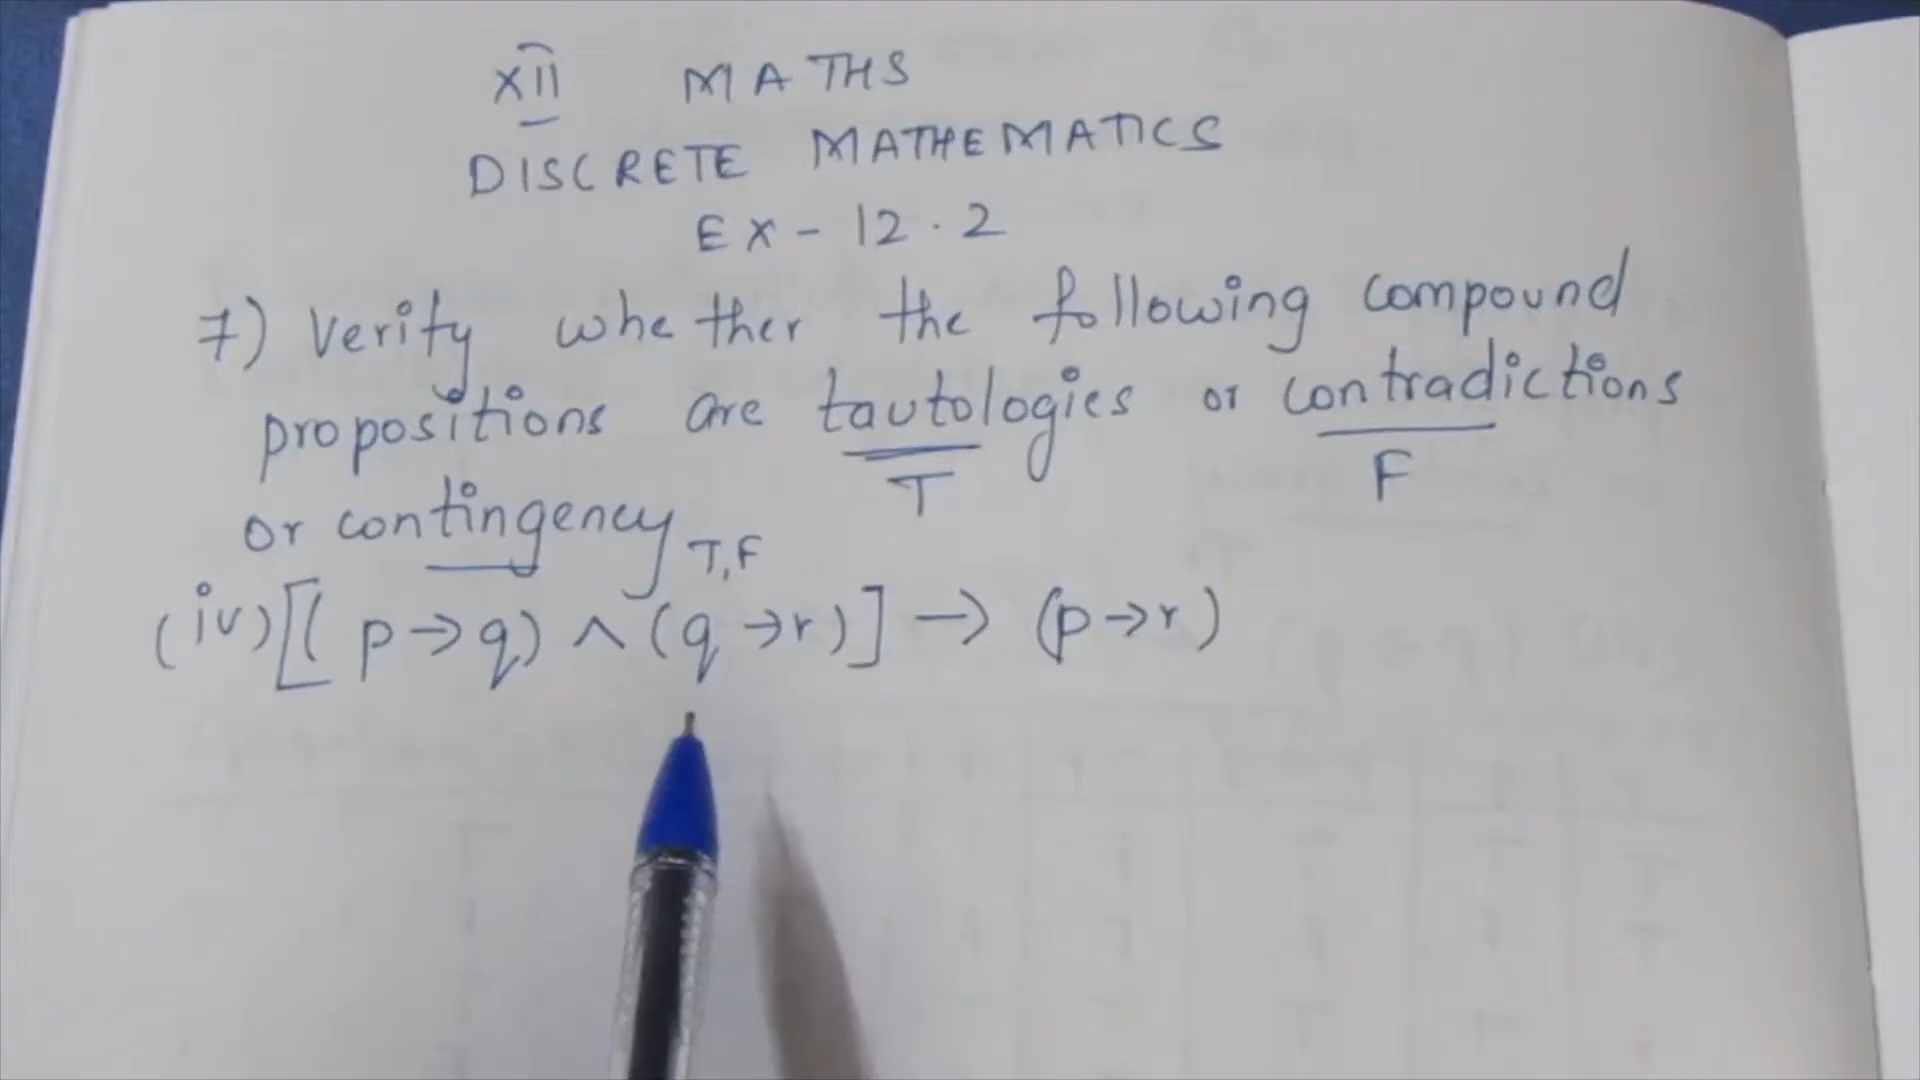 XII MATHS
DISCRETE MATHEMATICS
EX - 12.2
7) Verify whether the following compound
propositions are tautologies or contradictions
T F
or contingency T,F
(iv) [(p→q) ∧ (q→r)] → (p→r)